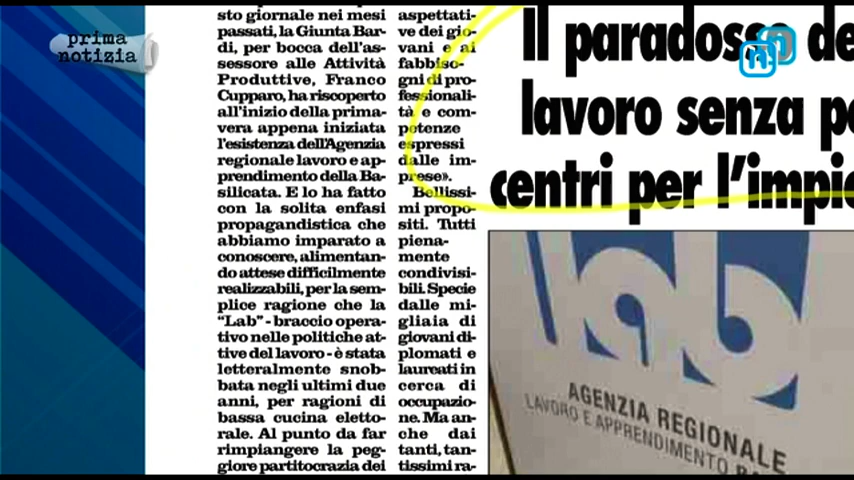 prima
notizia
sto giornale nei mesi
passati, la Giunta Bar-
di, per bocca dell'as-
sessore alle Attività
Produttive, Franco
Cupparo, ha riscoperto
all'inizio della prima-
vera appena iniziata
l'esistenza dell'Agenzia
regionale lavoro e ap-
prendimento della Ba-
silicata. E lo ha fatto
con la solita enfasi
propagandistica che
abbiamo imparato a
conoscere, alimentan-
do attese difficilmente
realizzabili, per la sem-
plice ragione che la
"Lab" - braccio opera-
tivo nelle politiche at-
tive del lavoro - è stata
letteralmente snob-
bata negli ultimi due
anni, per ragioni di
bassa cucina eletto-
rale. Al punto da far
rimpiangere la peg-
giore partitocrazia dei
aspettati-
ve dei gio-
vani e ai
fabbiso-
gni di pro-
fessionali-
tà e com-
petenze
espressi
dalle im-
prese».
Bellissi-
mi propo-
siti. Tutti
piena-
mente
condivisi-
bili. Specie
dalle mi-
gliaia di
giovani di-
plomati e
laureati in
cerca di
occupazio-
ne. Ma an-
che dai
tanti, tan-
tissimi ra-
Il paradosso de
lavoro senza po
centri per l'impie
lab
AGENZIA REGIONALE
LAVORO E APPRENDIMENTO BA
n